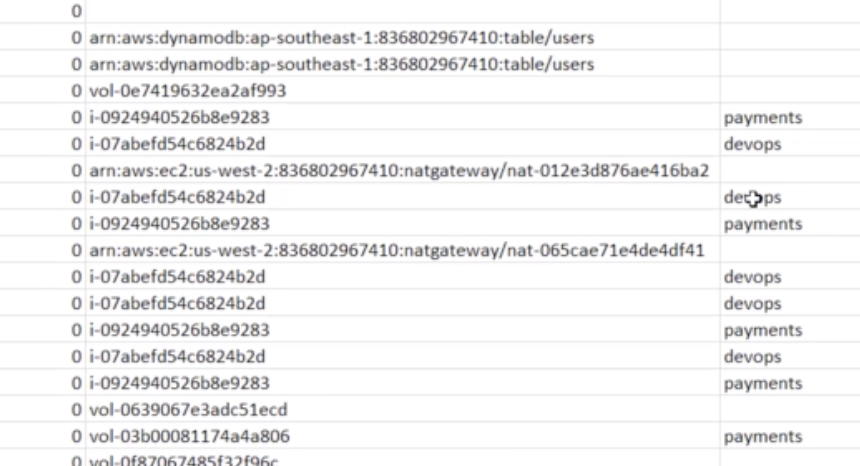 0
0 arn:aws:dynamodb:ap-southeast-1:836802967410:table/users
0 arn:aws:dynamodb:ap-southeast-1:836802967410:table/users
0 vol-0e7419632ea2af993
0 i-0924940526b8e9283 payments
0 i-07abefd54c6824b2d devops
0 arn:aws:ec2:us-west-2:836802967410:natgateway/nat-012e3d876ae416ba2
0 i-07abefd54c6824b2d devops
0 i-0924940526b8e9283 payments
0 arn:aws:ec2:us-west-2:836802967410:natgateway/nat-065cae71e4de4df41
0 i-07abefd54c6824b2d devops
0 i-07abefd54c6824b2d devops
0 i-0924940526b8e9283 payments
0 i-07abefd54c6824b2d devops
0 i-0924940526b8e9283 payments
0 vol-0639067e3adc51ecd
0 vol-03b00081174a4a806 payments
0 vol-0f87067485f32f96c